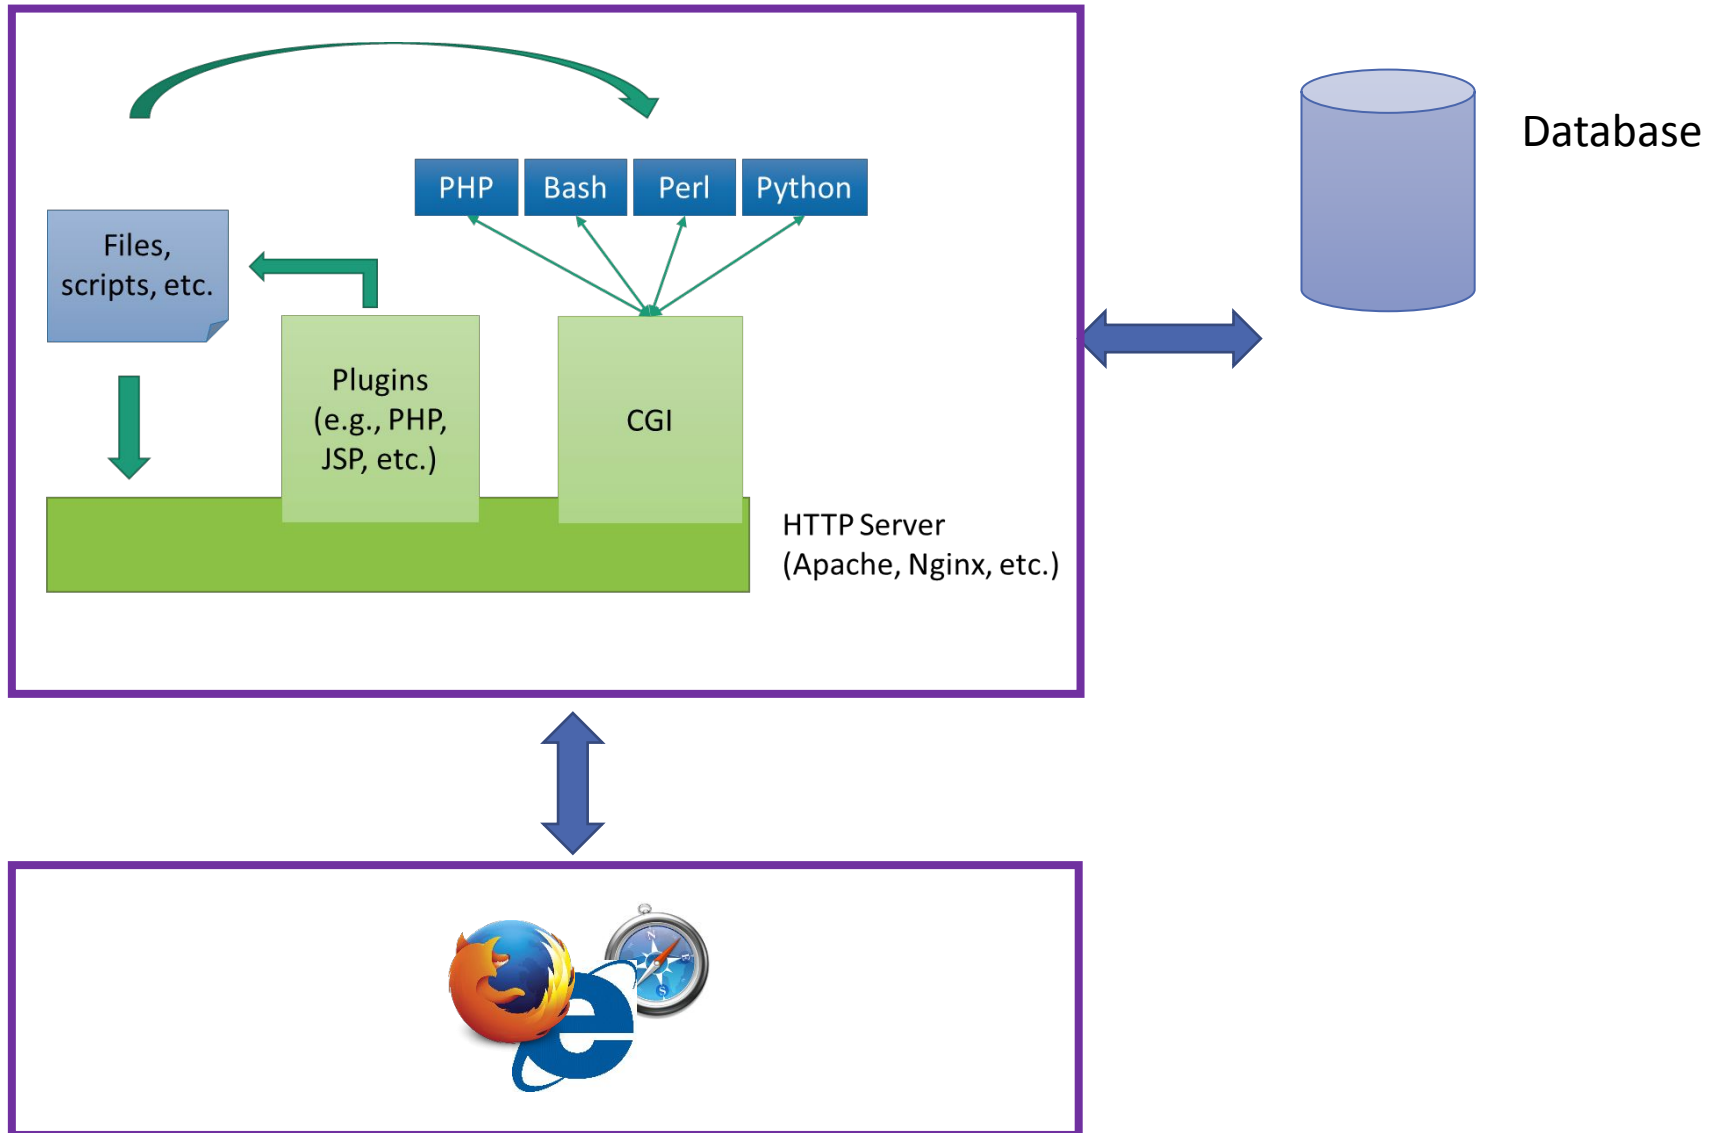 Database
PHP
Bash
Perl
Python
Files,
scripts, etc.
Plugins
(e.g., PHP,
JSP, etc.)
CGI
HTTP Server
(Apache, Nginx, etc.)
N
S